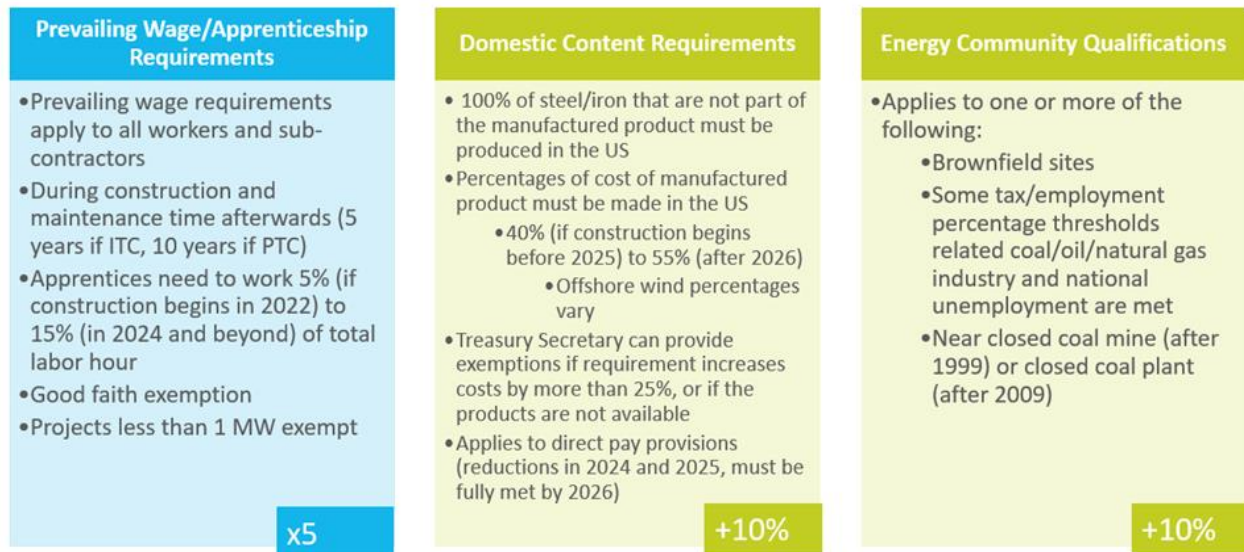 Prevailing Wage/Apprenticeship
Requirements
•Prevailing wage requirements
apply to all workers and sub-
contractors
•During construction and
maintenance time afterwards (5
years if ITC, 10 years if PTC)
•Apprentices need to work 5% (if
construction begins in 2022) to
15% (in 2024 and beyond) of total
labor hour
•Good faith exemption
•Projects less than 1 MW exempt
x5
Domestic Content Requirements
• 100% of steel/iron that are not part of
the manufactured product must be
produced in the US
•Percentages of cost of manufactured
product must be made in the US
•40% (if construction begins
before 2025) to 55% (after 2026)
•Offshore wind percentages
vary
•Treasury Secretary can provide
exemptions if requirement increases
costs by more than 25%, or if the
products are not available
•Applies to direct pay provisions
(reductions in 2024 and 2025, must be
fully met by 2026)
+10%
Energy Community Qualifications
•Applies to one or more of the
following:
•Brownfield sites
•Some tax/employment
percentage thresholds
related coal/oil/natural gas
industry and national
unemployment are met
•Near closed coal mine (after
1999) or closed coal plant
(after 2009)
+10%